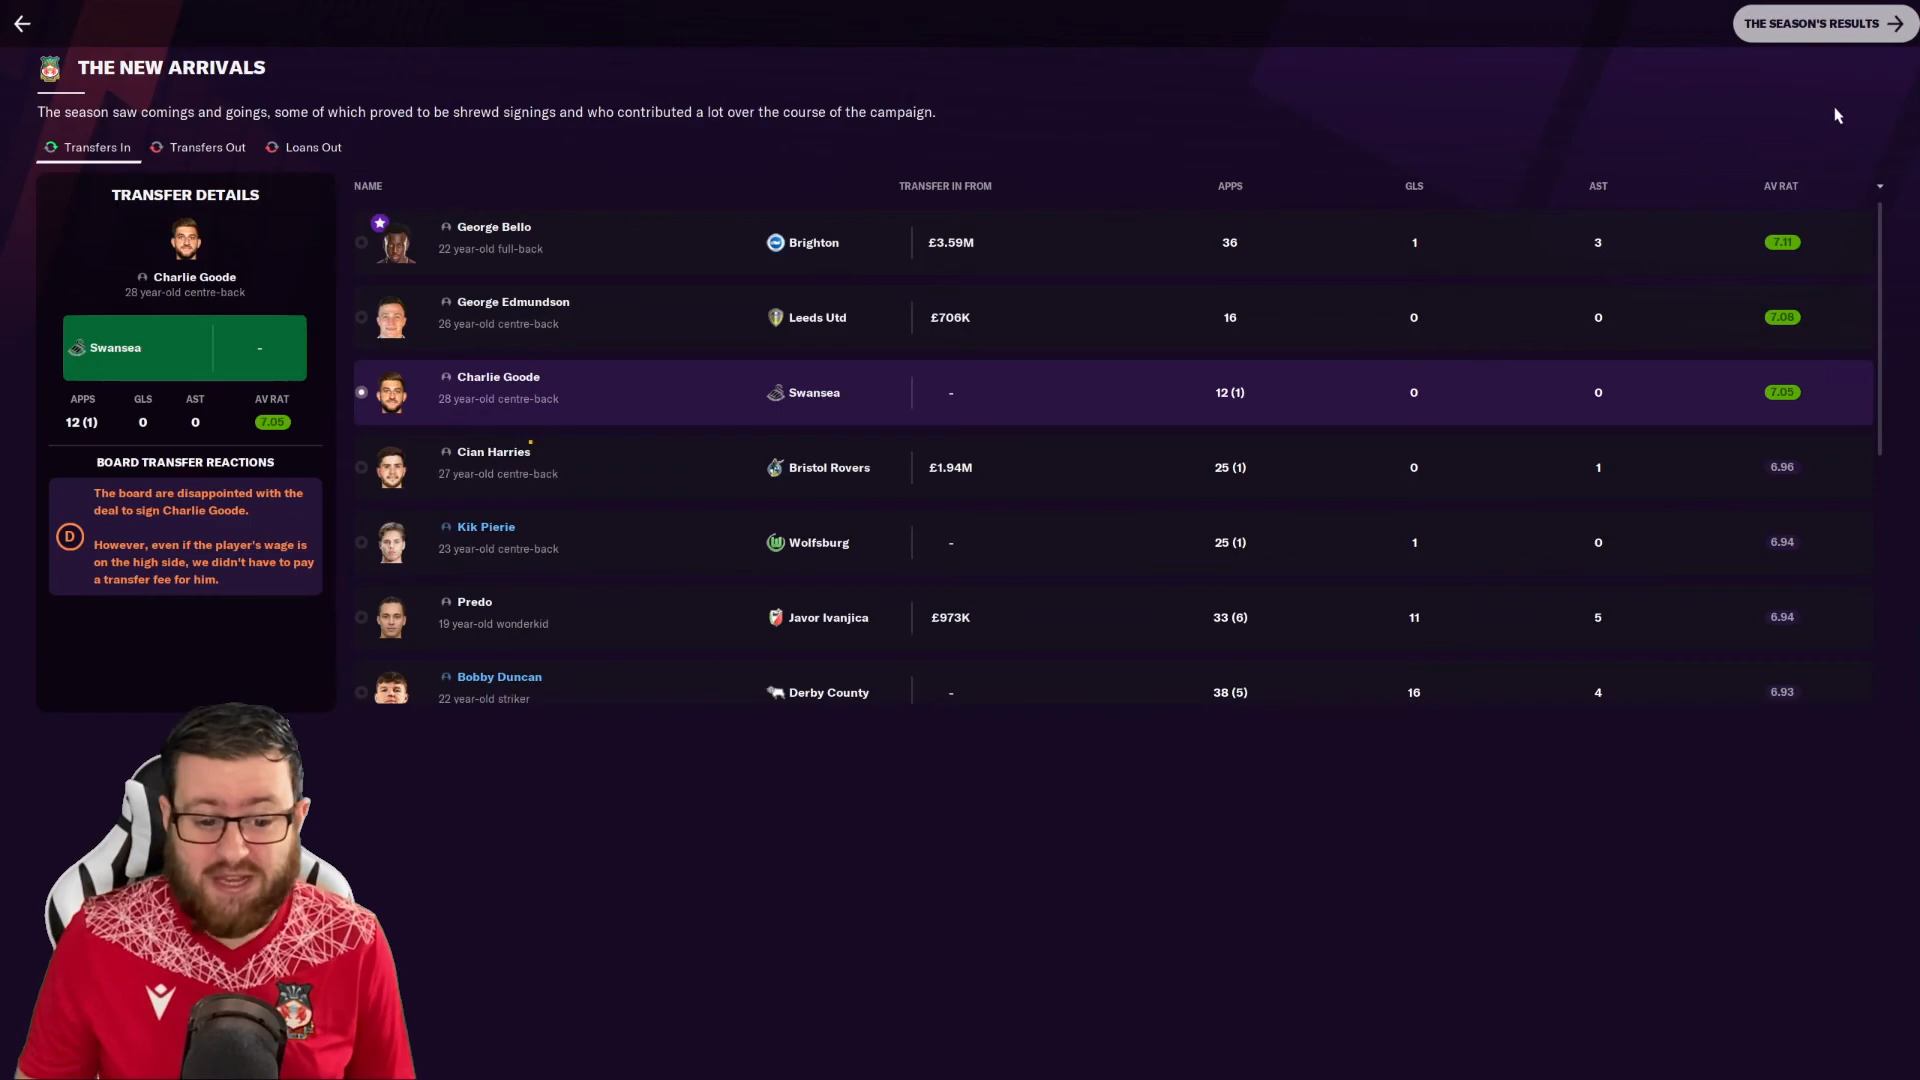 THE SEASON'S RESULTS
THE NEW ARRIVALS
The season saw comings and goings, some of which proved to be shrewd signings and who contributed a lot over the course of the campaign.
Transfers In Transfers Out Loans Out
TRANSFER DETAILS
Charlie Goode
28 year-old centre-back
Swansea -
APPS GLS AST AV RAT
12 (1) 0 0 7.05
BOARD TRANSFER REACTIONS
D
The board are disappointed with the
deal to sign Charlie Goode.
However, even if the player's wage is
on the high side, we didn't have to pay
a transfer fee for him.
NAME TRANSFER IN FROM APPS GLS AST AV RAT
George Bello
22 year-old full-back
Brighton £3.59M 36 1 3 7.11
George Edmundson
26 year-old centre-back
Leeds Utd £706K 16 0 0 7.08
Charlie Goode
28 year-old centre-back
Swansea - 12 (1) 0 0 7.05
Cian Harries
27 year-old centre-back
Bristol Rovers £1.94M 25 (1) 0 1 6.96
Kik Pierie
23 year-old centre-back
Wolfsburg - 25 (1) 1 0 6.94
Predo
19 year-old wonderkid
Javor Ivanjica £973K 33 (6) 11 5 6.94
Bobby Duncan
22 year-old striker
Derby County - 38 (5) 16 4 6.93